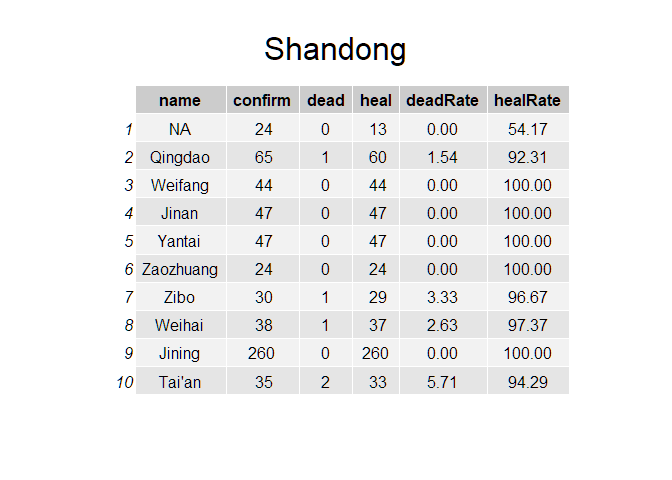 Shandong
name confirm dead heal deadRate healRate
1 NA 24 0 13 0.00 54.17
2 Qingdao 65 1 60 1.54 92.31
3 Weifang 44 0 44 0.00 100.00
4 Jinan 47 0 47 0.00 100.00
5 Yantai 47 0 47 0.00 100.00
6 Zaozhuang 24 0 24 0.00 100.00
7 Zibo 30 1 29 3.33 96.67
8 Weihai 38 1 37 2.63 97.37
9 Jining 260 0 260 0.00 100.00
10 Tai'an 35 2 33 5.71 94.29